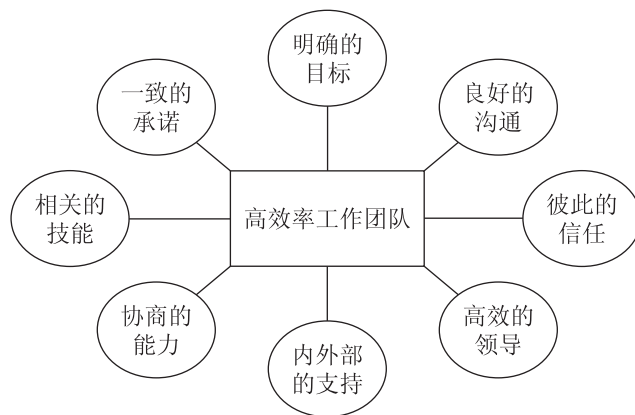 明确的
目标
一致的
承诺
良好的
沟通
相关的
技能
高效率工作团队
彼此的
信任
协商的
能力
高效的
领导
内外部
的支持